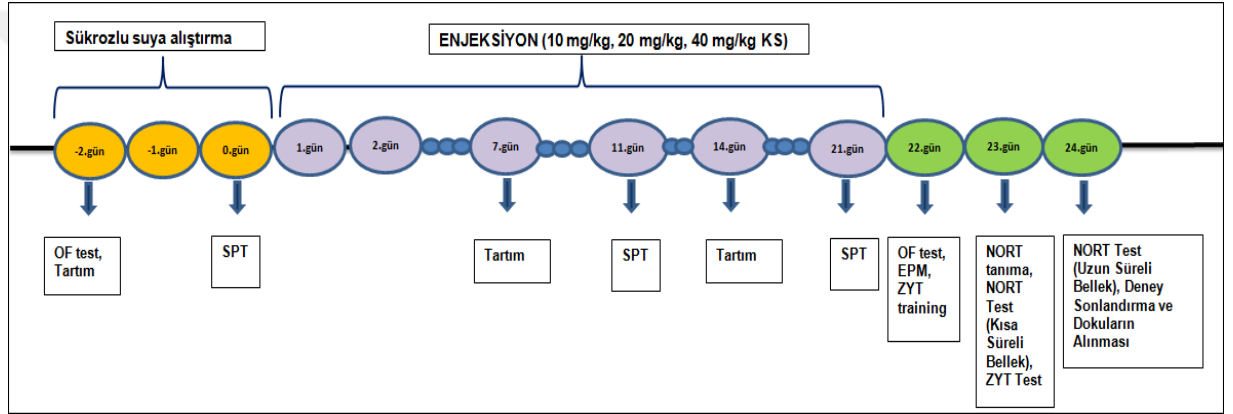 Sükrozlu suya alıştırma
ENJEKSİYON (10 mg/kg, 20 mg/kg, 40 mg/kg KS)
-2.gün
-1.gün
0.gün
1.gün
2.gün
7.gün
11.gün
14.gün
21.gün
22.gün
23.gün
24.gün
OF test,
Tartım
SPT
Tartım
SPT
Tartım
SPT
OF test,
EPM,
ZYT
training
NORT
tanıma,
NORT
Test
(Kısa
Süreli
Bellek),
ZYT Test
NORT Test
(Uzun Süreli
Bellek), Deney
Sonlandırma ve
Dokuların
Alınması